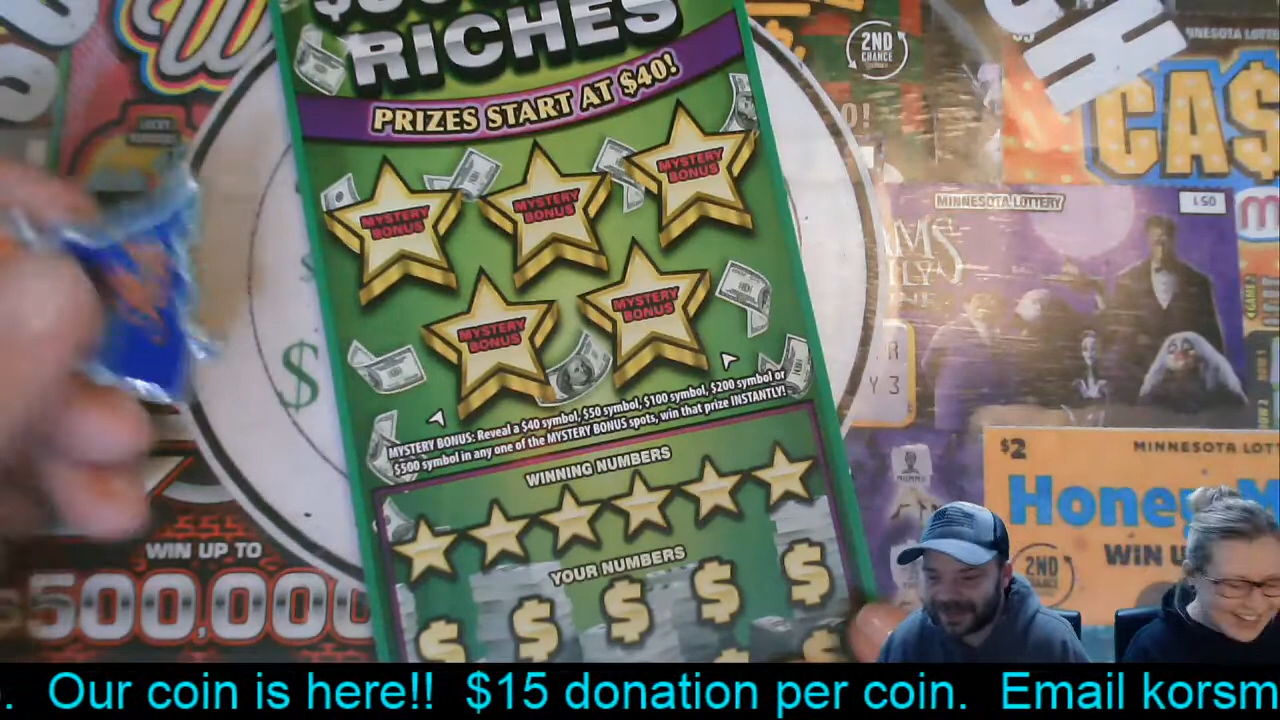 RICHES
PRIZES START AT $40!
MYSTERY
BONUS
MYSTERY
BONUS
MYSTERY
BONUS
MYSTERY
BONUS
MYSTERY
BONUS
MYSTERY BONUS: Reveal a $40 symbol, $50 symbol, $100 symbol, $200 symbol or
$500 symbol in any one of the MYSTERY BONUS spots, win that prize INSTANTLY!
WINNING NUMBERS
YOUR NUMBERS
WIN UP TO
500,000
2ND
CHANCE
CA$
MINNESOTA LOTTERY
$2
MINNESOTA LOT
Honey
WIN U
2ND
Our coin is here!! $15 donation per coin. Email korsm